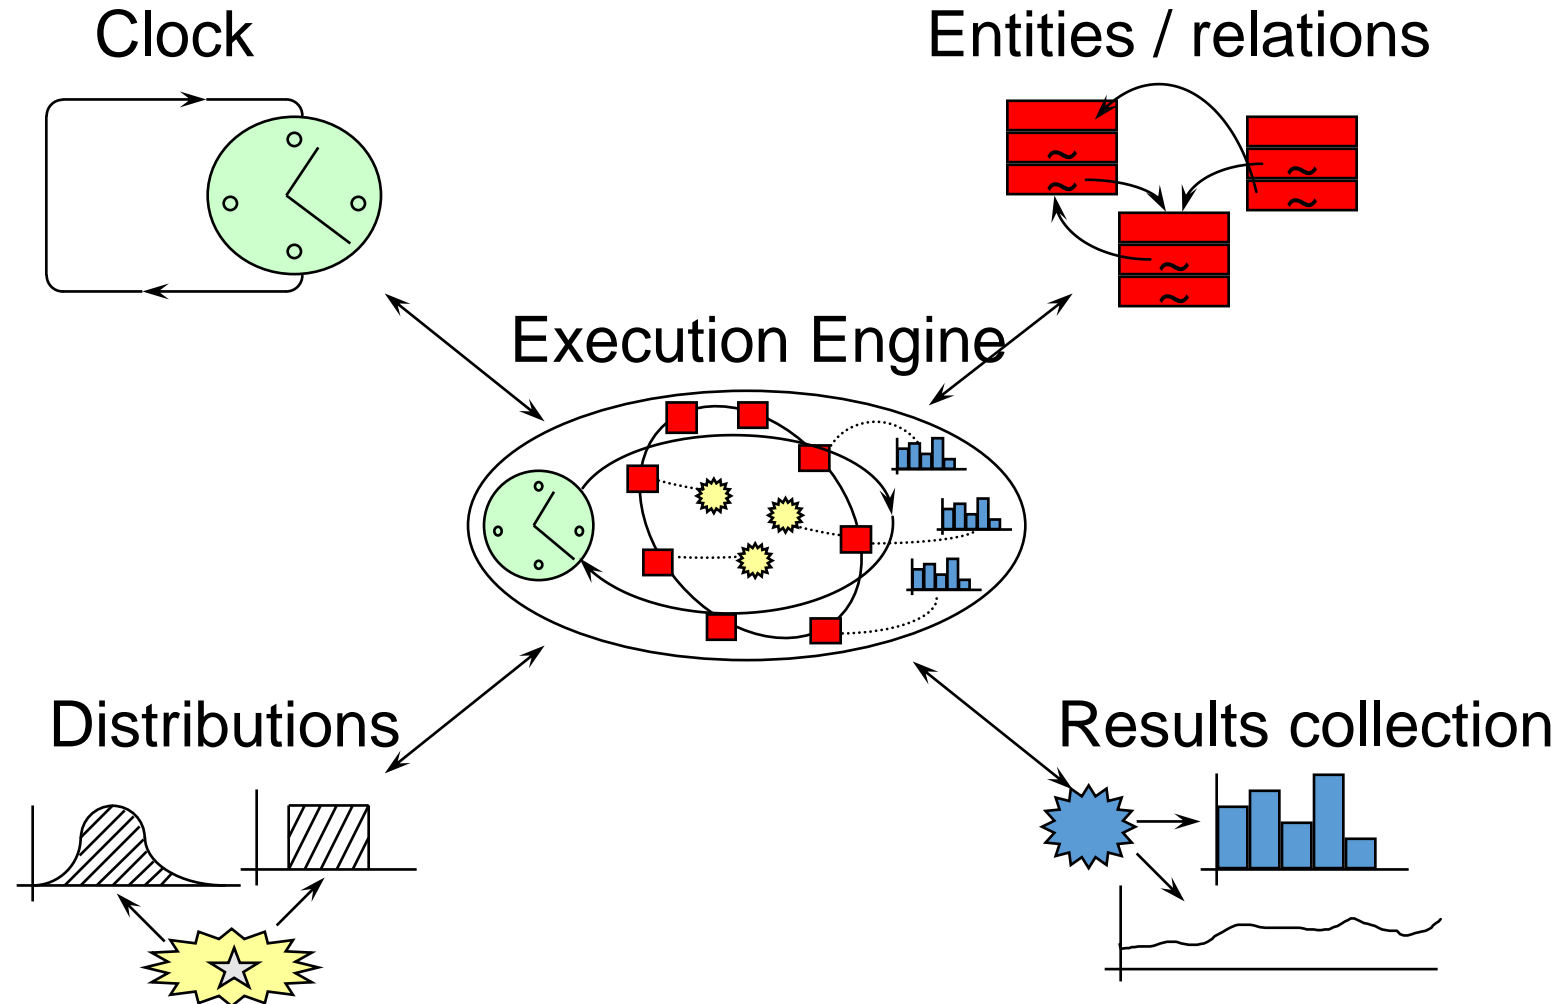 Clock
Entities / relations
Execution Engine
Distributions
Results collection